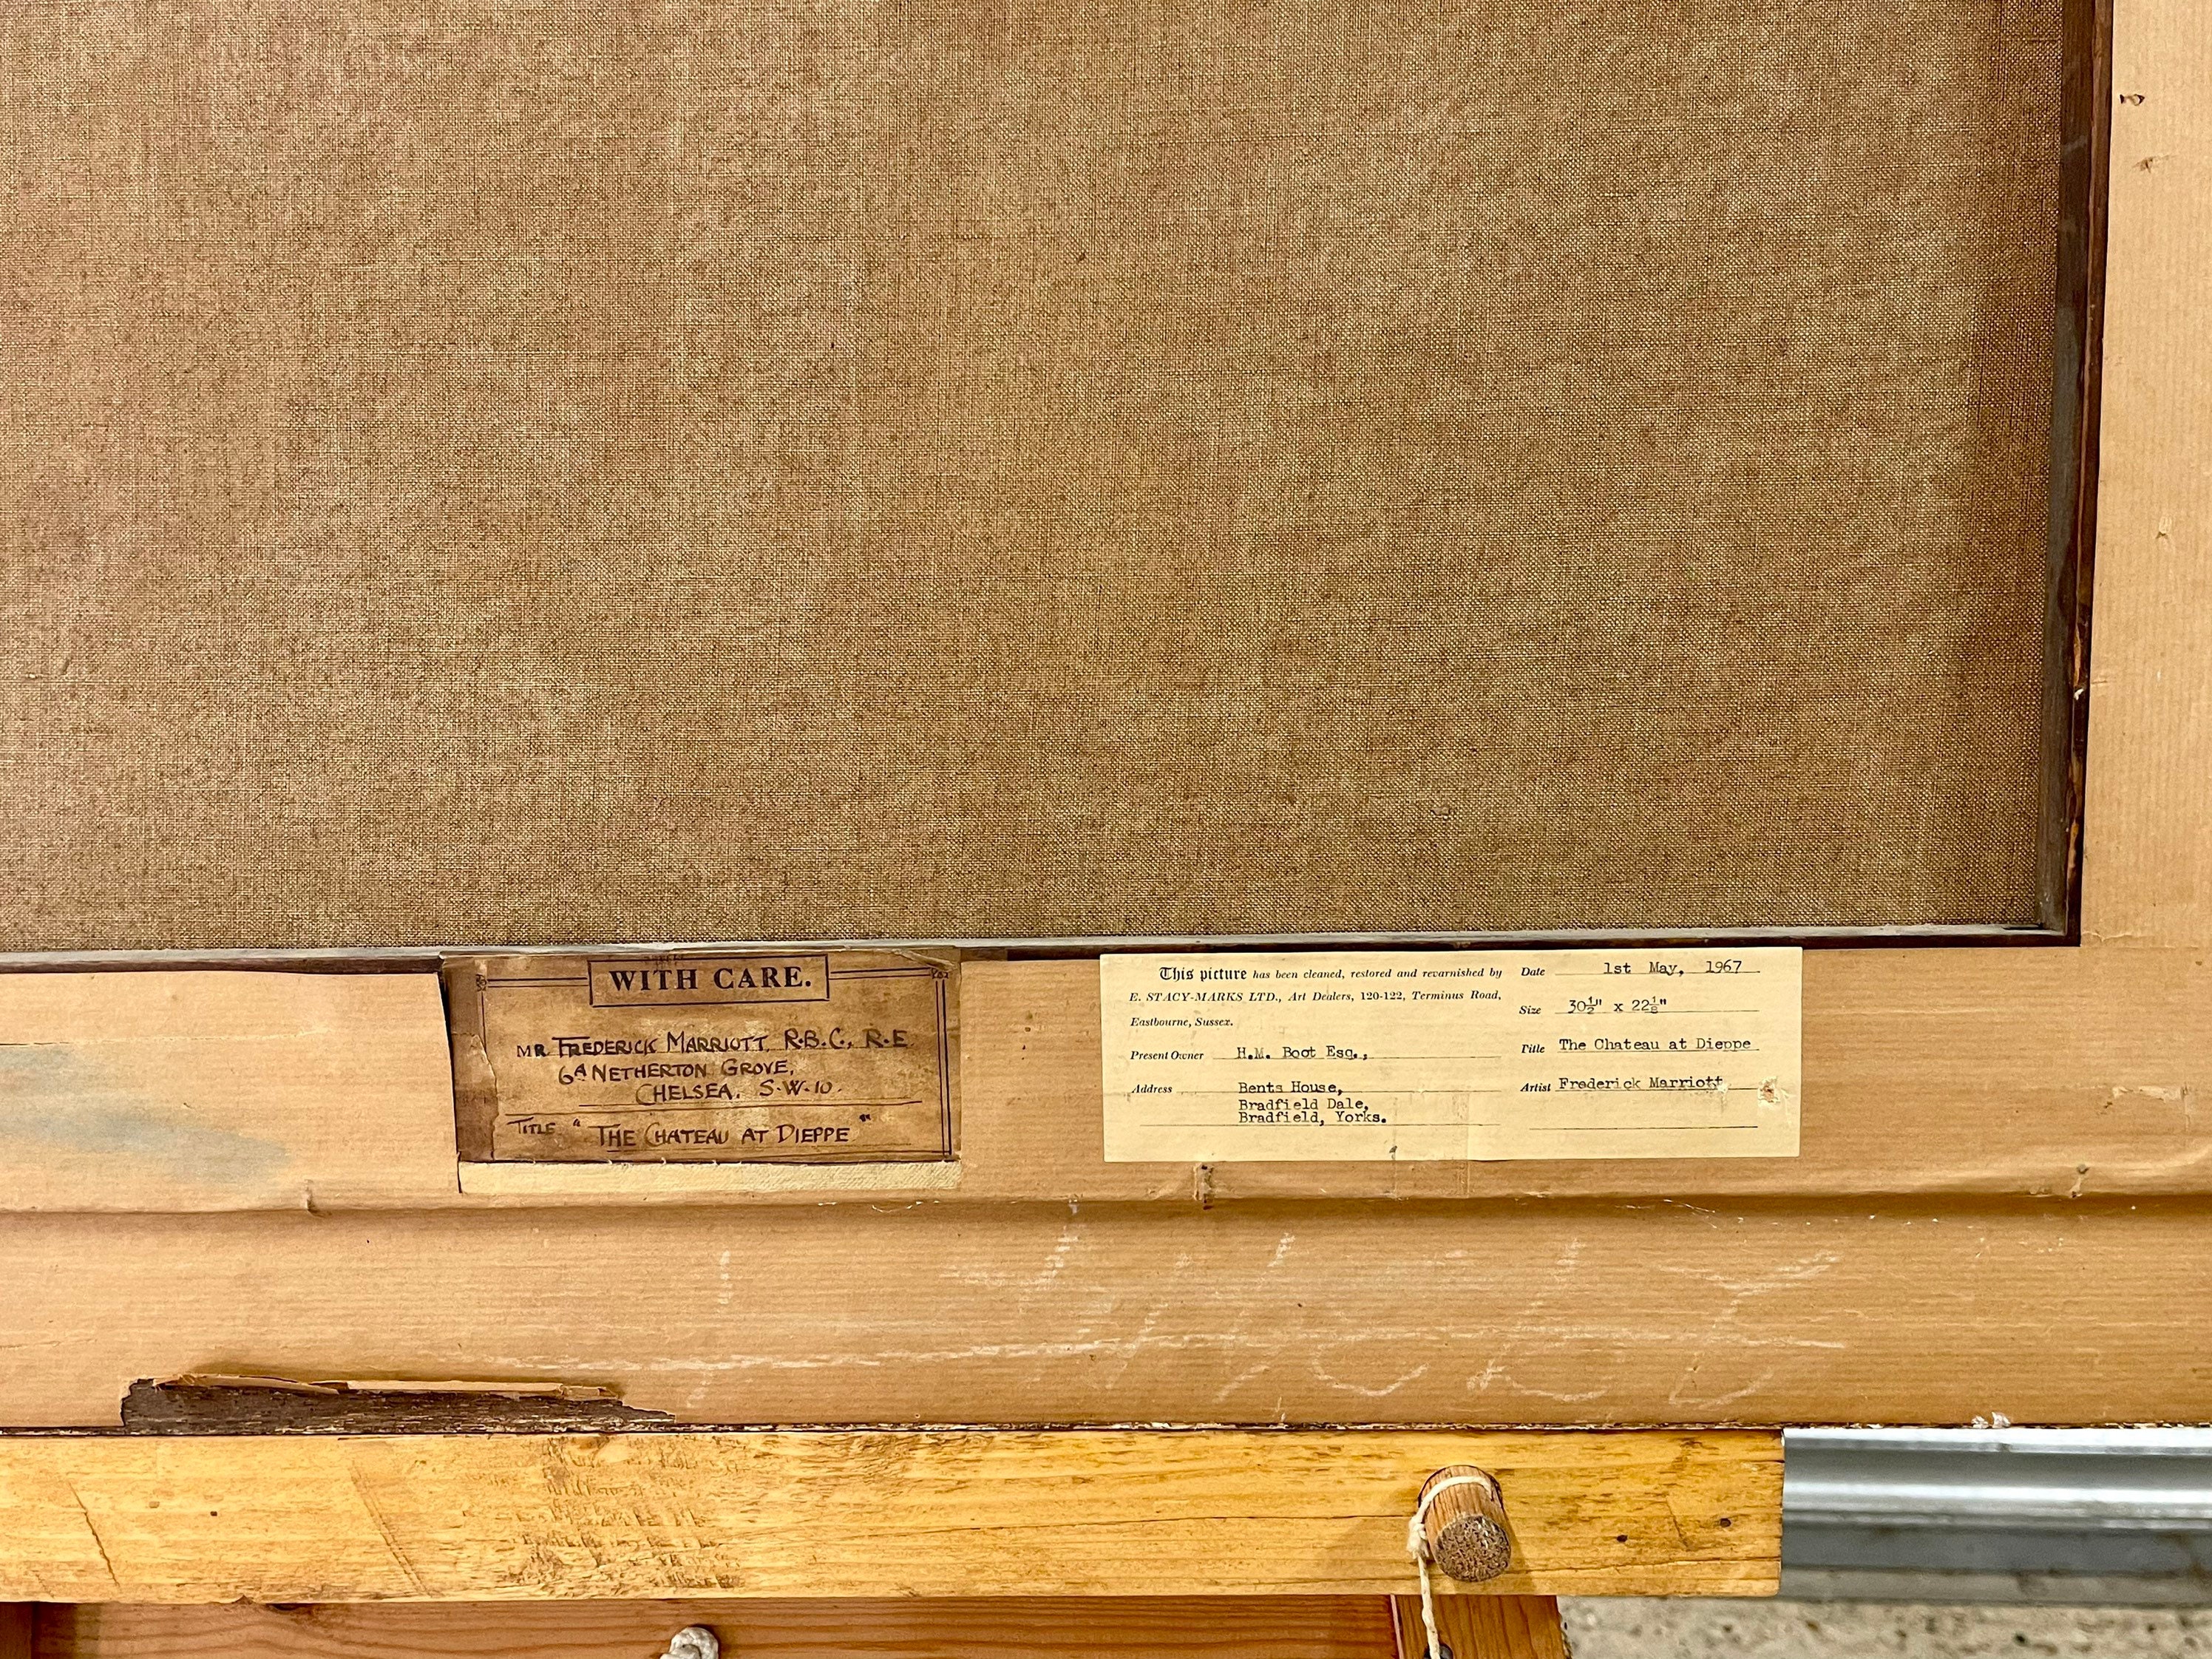 WITH CARE.
MR FREDERICK MARRIOTT, R.B.C., R.E.
6A NETHERTON GROVE,
CHELSEA. S.W.10.
TITLE "THE CHATEAU AT DIEPPE"
This picture has been cleaned, restored and revarnished by
E. STACY-MARKS LTD., Art Dealers, 120-122, Terminus Road,
Eastbourne, Sussex.
Present Owner H.M. Boot Esq.,
Address Bents House,
Bradfield Dale,
Bradfield, Yorks.
Date 1st May, 1967
Size 30½" x 22⅛"
Title The Chateau at Dieppe
Artist Frederick Marriott